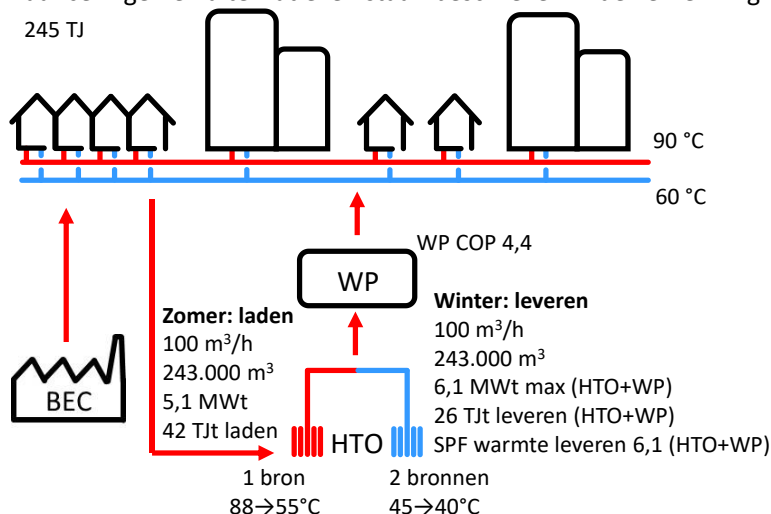 245 TJ
90 °C
60 °C
WP COP 4,4
WP
Zomer: laden
100 m³/h
243.000 m³
5,1 MWt
42 TJt laden
Winter: leveren
100 m³/h
243.000 m³
6,1 MWt max (HTO+WP)
26 TJt leveren (HTO+WP)
SPF warmte leveren 6,1 (HTO+WP)
BEC
HTO
1 bron
88→55°C
2 bronnen
45→40°C